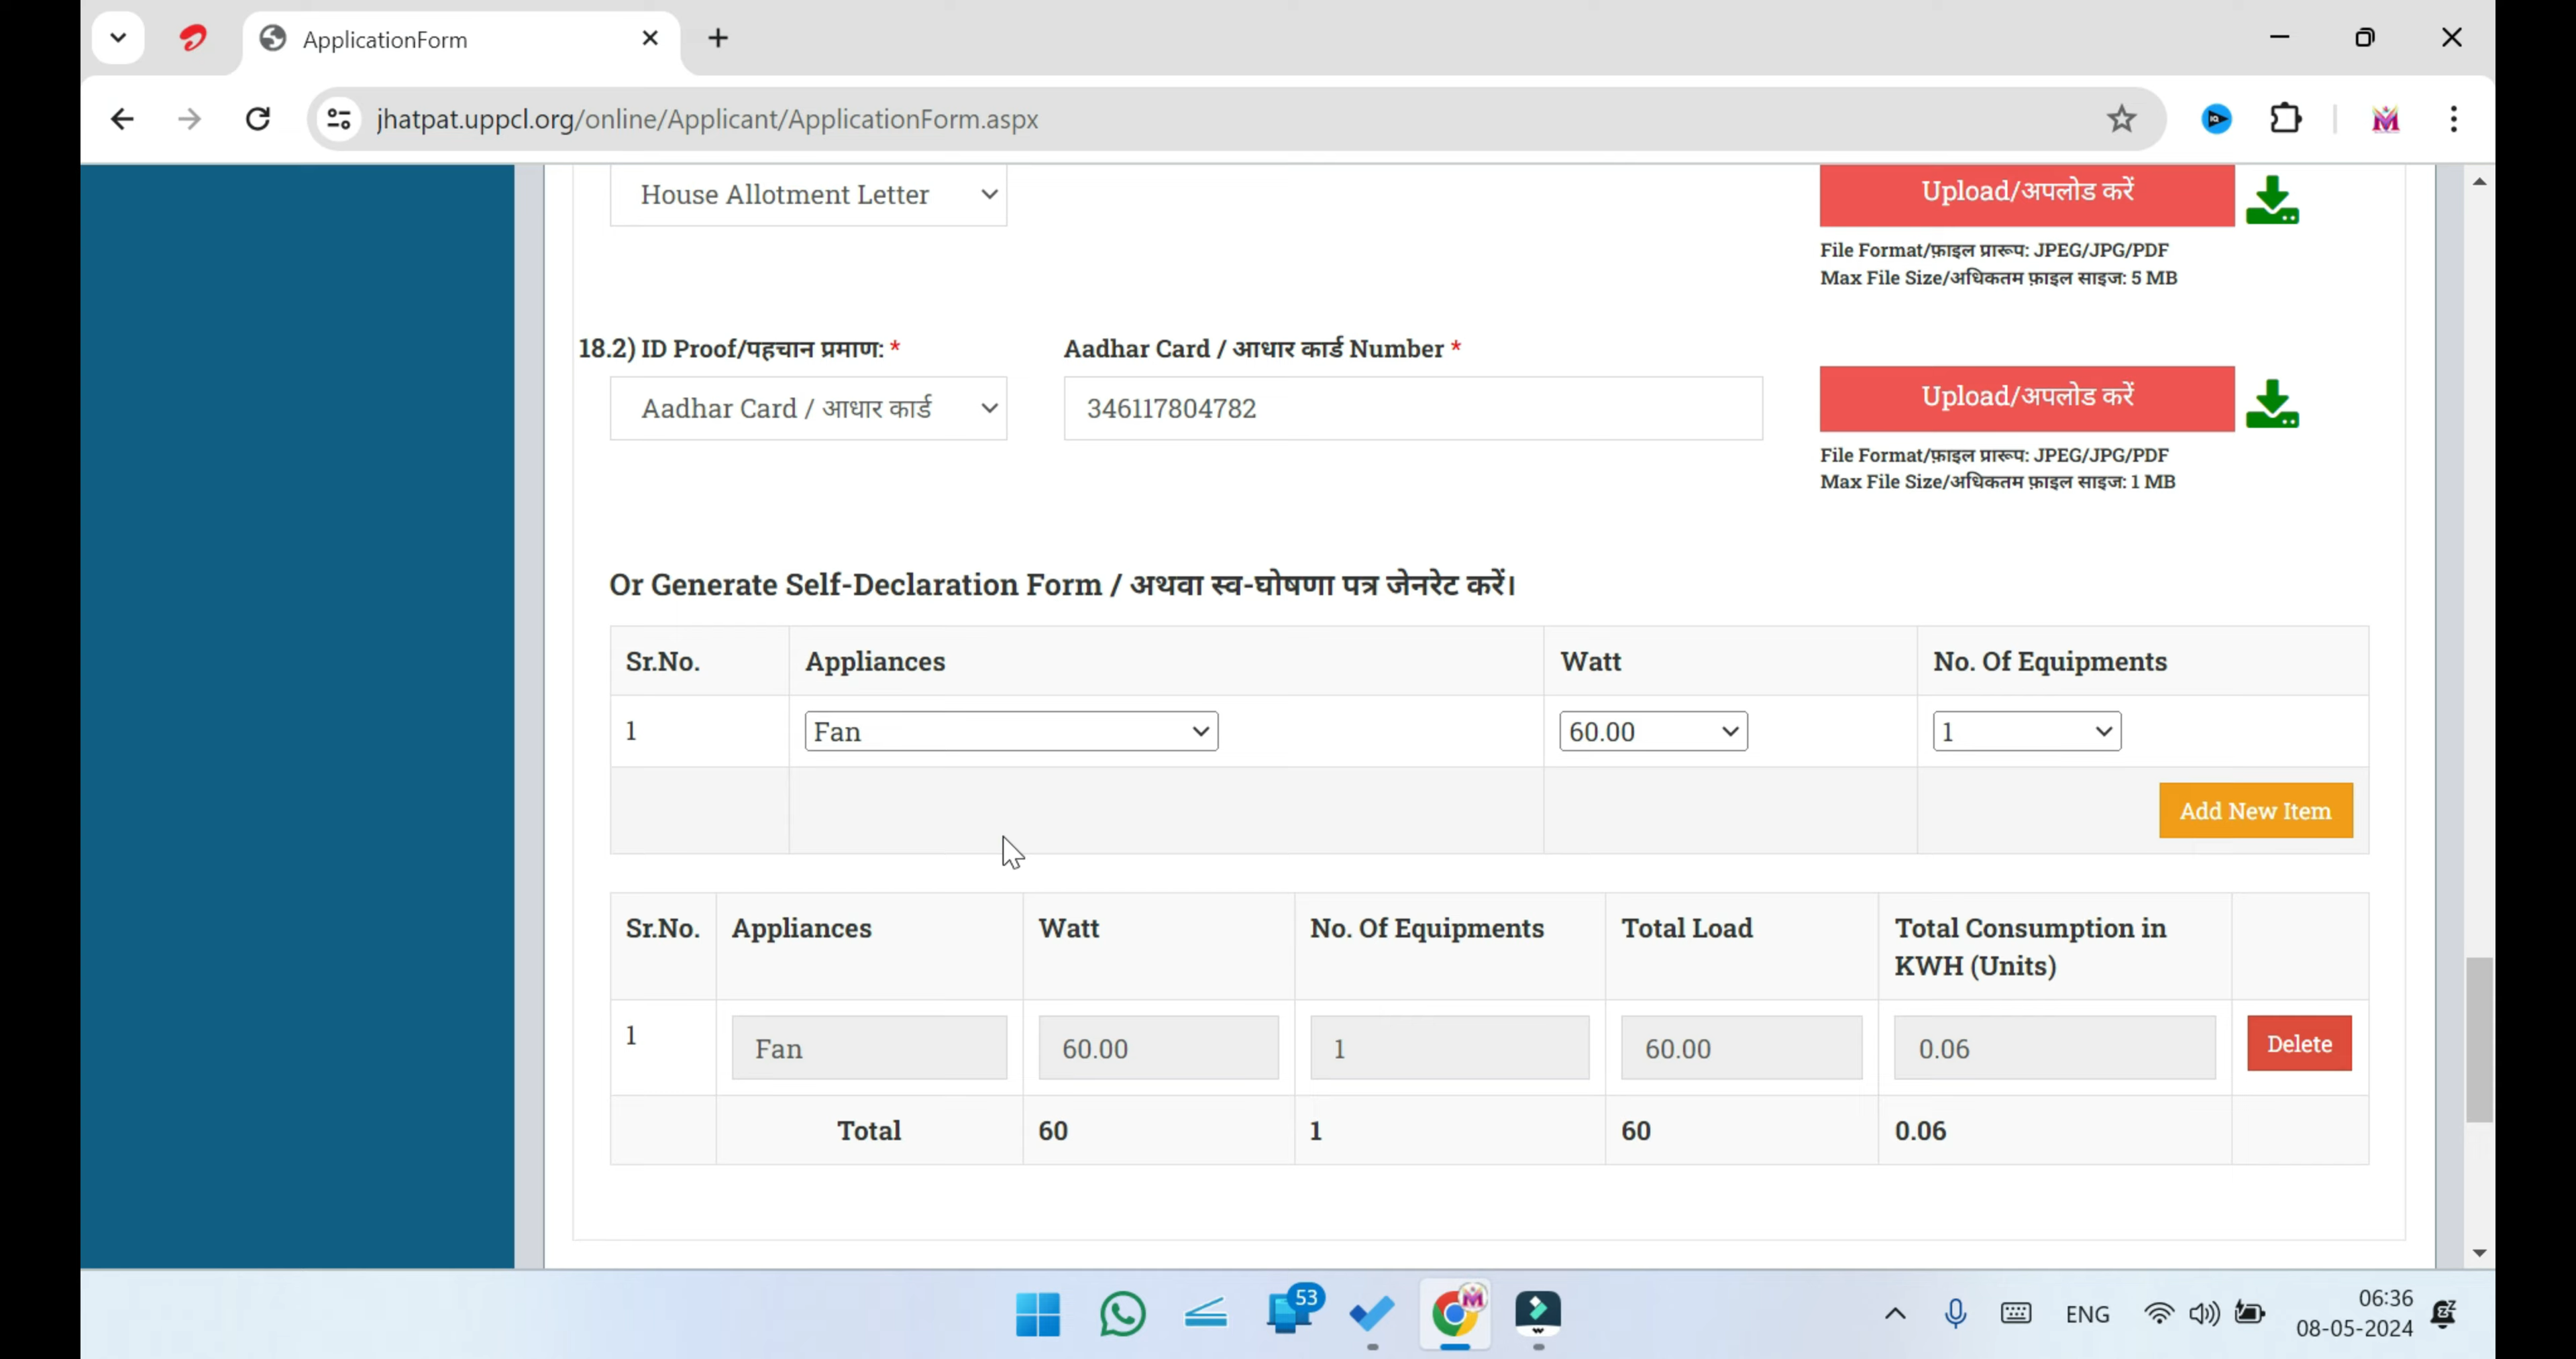 ApplicationForm
jhatpat.uppcl.org/online/Applicant/ApplicationForm.aspx
House Allotment Letter
Upload/अपलोड करें
File Format/फ़ाइल प्रारूप: JPEG/JPG/PDF
Max File Size/अधिकतम फ़ाइल साइज: 5 MB
18.2) ID Proof/पहचान प्रमाण: *
Aadhar Card / आधार कार्ड Number *
Aadhar Card / आधार कार्ड
346117804782
Upload/अपलोड करें
File Format/फ़ाइल प्रारूप: JPEG/JPG/PDF
Max File Size/अधिकतम फ़ाइल साइज: 1 MB
Or Generate Self-Declaration Form / अथवा स्व-घोषणा पत्र जेनरेट करें।
Sr.No. Appliances Watt No. Of Equipments
1 Fan 60.00 1
Add New Item
Sr.No. Appliances Watt No. Of Equipments Total Load Total Consumption in
KWH (Units)
1 Fan 60.00 1 60.00 0.06 Delete
Total 60 1 60 0.06
53
ENG
06:36
08-05-2024